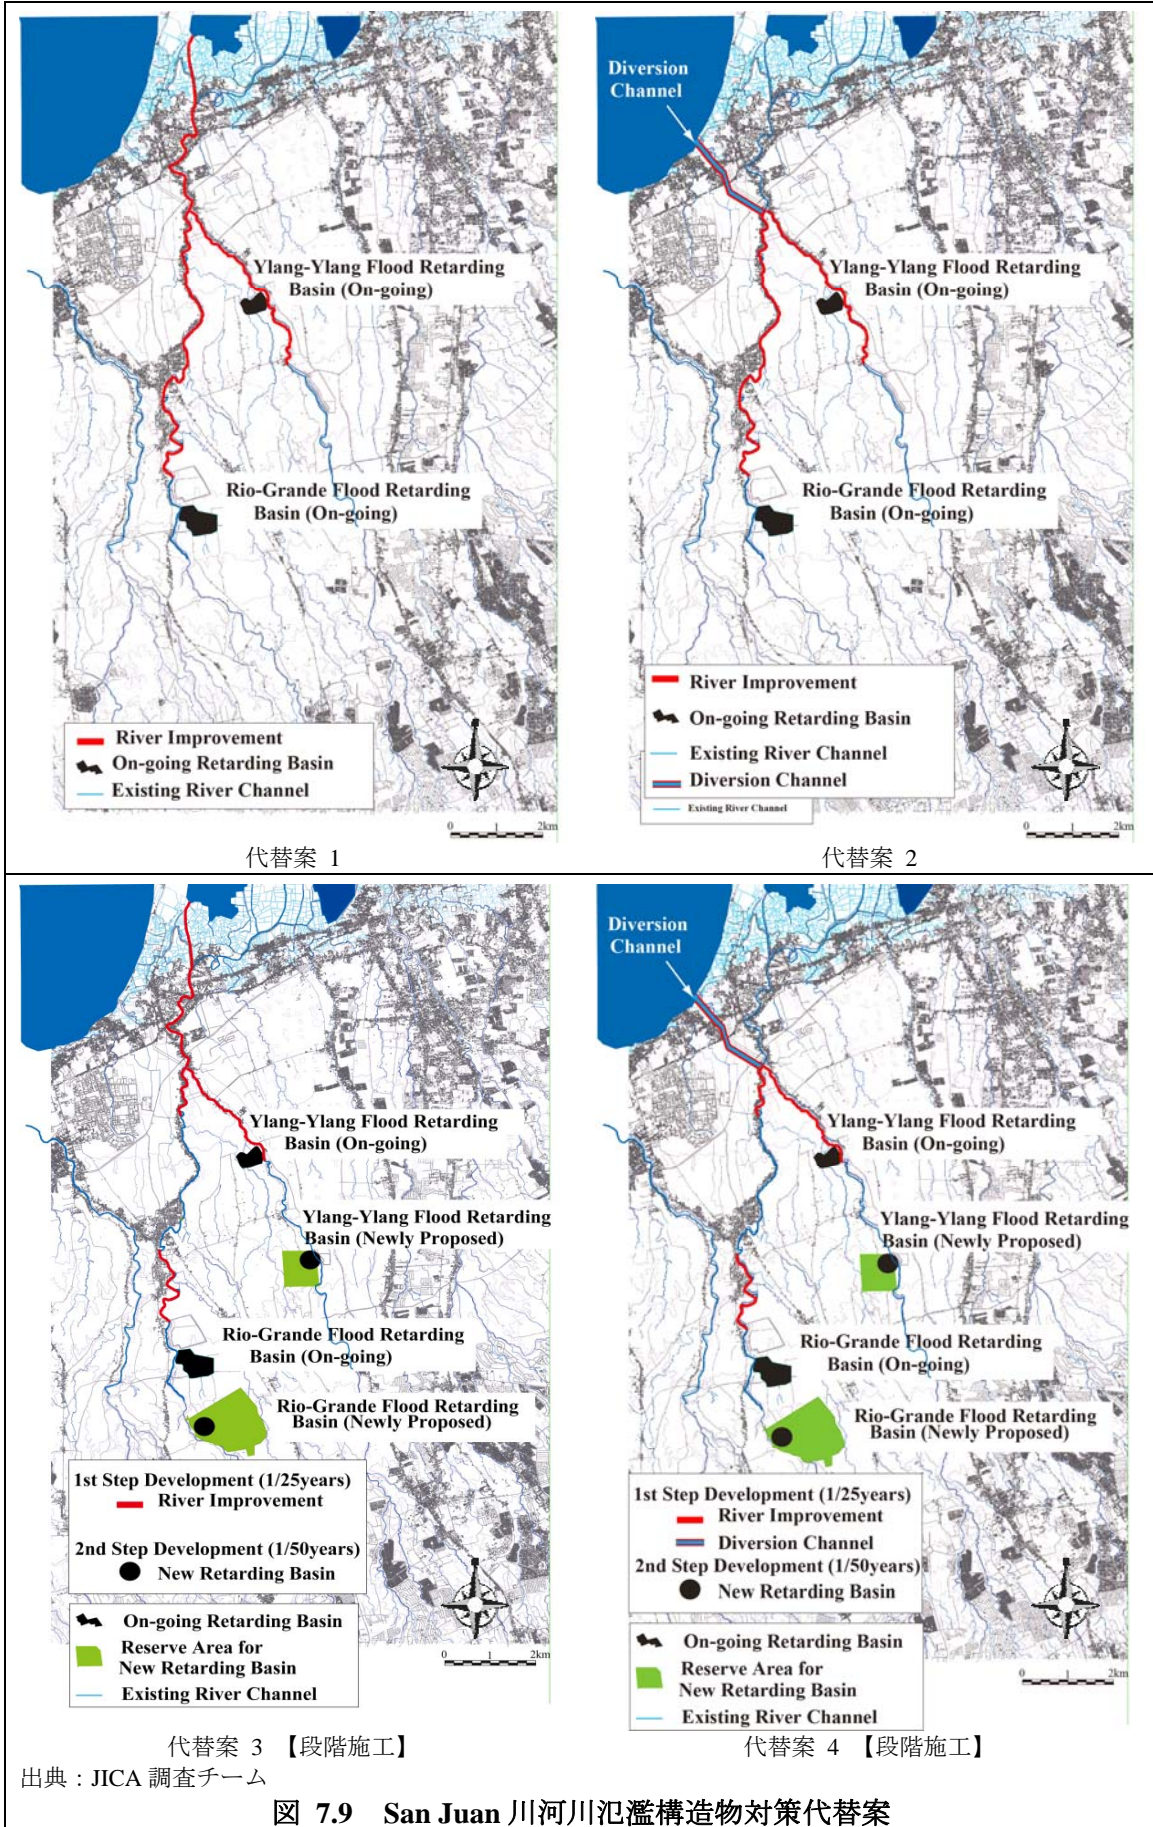 Ylang-Ylang Flood Retarding
Basin (On-going)
Rio-Grande Flood Retarding
Basin (On-going)
River Improvement
On-going Retarding Basin
Existing River Channel
0 1 2km
代替案 1
Diversion
Channel
Ylang-Ylang Flood Retarding
Basin (On-going)
Rio-Grande Flood Retarding
Basin (On-going)
River Improvement
On-going Retarding Basin
Existing River Channel
Diversion Channel
Existing River Channel
0 1 2km
代替案 2
Ylang-Ylang Flood Retarding
Basin (On-going)
Ylang-Ylang Flood Retarding
Basin (Newly Proposed)
Rio-Grande Flood Retarding
Basin (On-going)
Rio-Grande Flood Retarding
Basin (Newly Proposed)
1st Step Development (1/25years)
River Improvement
2nd Step Development (1/50years)
New Retarding Basin
On-going Retarding Basin
Reserve Area for
New Retarding Basin
Existing River Channel
0 1 2km
代替案 3 【段階施工】
Diversion
Channel
Ylang-Ylang Flood Retarding
Basin (On-going)
Ylang-Ylang Flood Retarding
Basin (Newly Proposed)
Rio-Grande Flood Retarding
Basin (On-going)
Rio-Grande Flood Retarding
Basin (Newly Proposed)
1st Step Development (1/25years)
River Improvement
Diversion Channel
2nd Step Development (1/50years)
New Retarding Basin
On-going Retarding Basin
Reserve Area for
New Retarding Basin
Existing River Channel
0 1 2km
代替案 4 【段階施工】
出典：JICA 調査チーム
図 7.9 San Juan 川河川氾濫構造物対策代替案